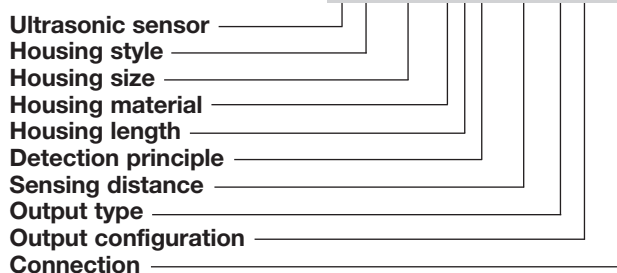 Ultrasonic sensor
Housing style
Housing size
Housing material
Housing length
Detection principle
Sensing distance
Output type
Output configuration
Connection